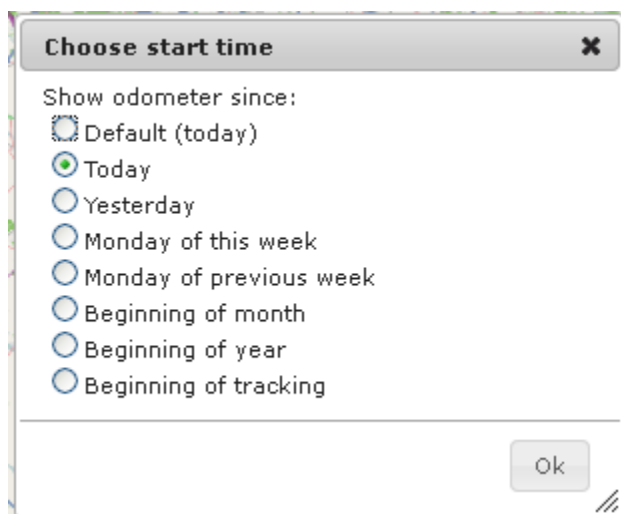 Choose start time
Show odometer since:
Default (today)
Today
Yesterday
Monday of this week
Monday of previous week
Beginning of month
Beginning of year
Beginning of tracking
Ok